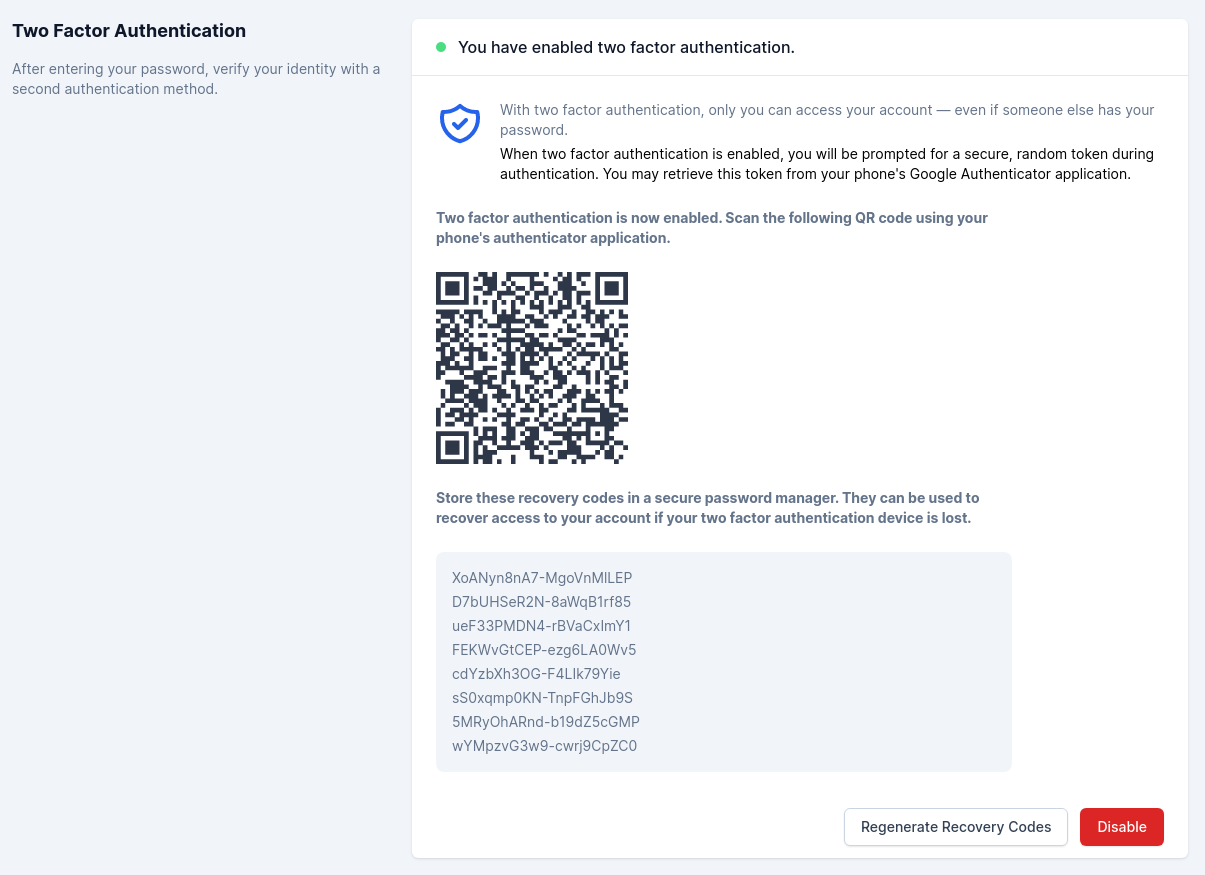 Two Factor Authentication
After entering your password, verify your identity with a
second authentication method.
You have enabled two factor authentication.
With two factor authentication, only you can access your account — even if someone else has your
password.
When two factor authentication is enabled, you will be prompted for a secure, random token during
authentication. You may retrieve this token from your phone's Google Authenticator application.
Two factor authentication is now enabled. Scan the following QR code using your
phone's authenticator application.
Store these recovery codes in a secure password manager. They can be used to
recover access to your account if your two factor authentication device is lost.
XoANyn8nA7-MgoVnMlLEP
D7bUHSeR2N-8aWqB1rf85
ueF33PMDN4-rBVaCxlmY1
FEKWvGtCEP-ezg6LA0Wv5
cdYzbXh3OG-F4LIk79Yie
sS0xqmp0KN-TnpFGhJb9S
5MRyOhARnd-b19dZ5cGMP
wYMpzvG3w9-cwrj9CpZC0
Regenerate Recovery Codes
Disable